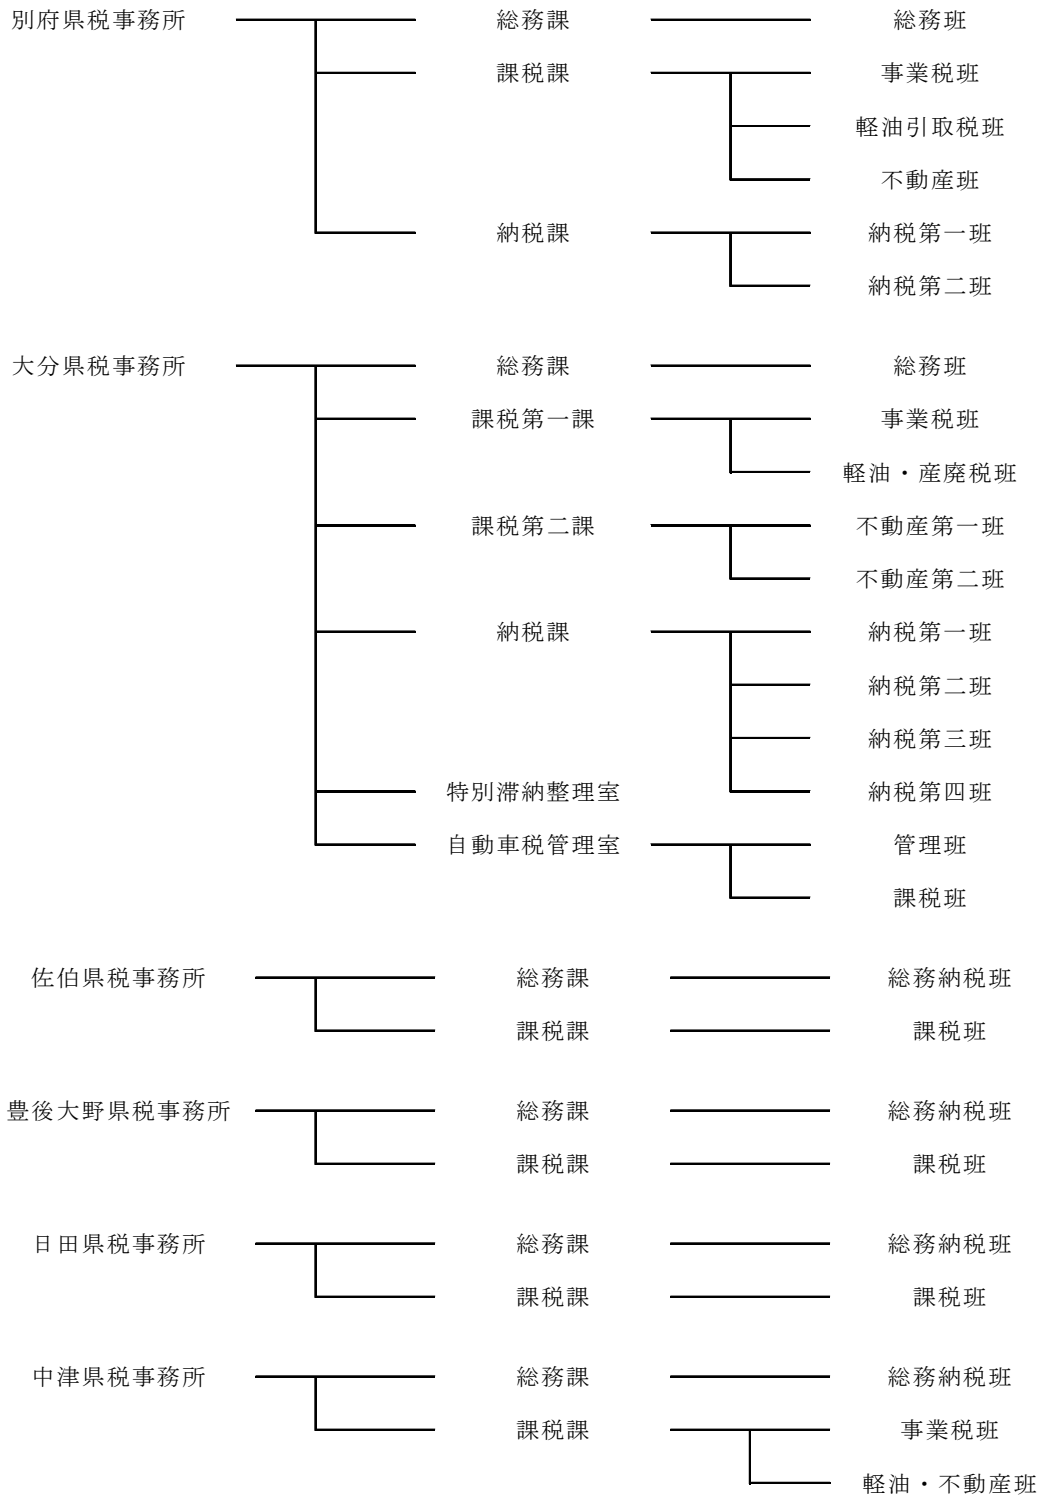 別府県税事務所 総務課 総務班
課税課 事業税班
軽油引取税班
不動産班
納税課 納税第一班
納税第二班
大分県税事務所 総務課 総務班
課税第一課 事業税班
軽油・産廃税班
課税第二課 不動産第一班
不動産第二班
納税課 納税第一班
納税第二班
納税第三班
特別滞納整理室 納税第四班
自動車税管理室 管理班
課税班
佐伯県税事務所 総務課 総務納税班
課税課 課税班
豊後大野県税事務所 総務課 総務納税班
課税課 課税班
日田県税事務所 総務課 総務納税班
課税課 課税班
中津県税事務所 総務課 総務納税班
課税課 事業税班
軽油・不動産班